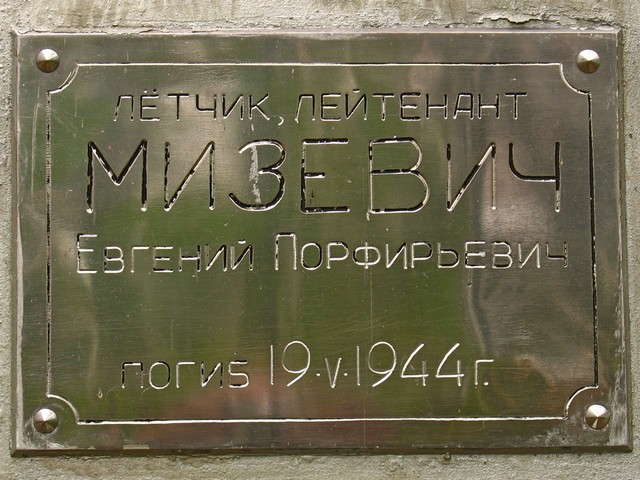 ЛЁТЧИК, ЛЕЙТЕНАНТ
МИЗЕВИЧ
ЕВГЕНИЙ ПОРФИРЬЕВИЧ
ПОГИБ 19.V.1944 г.